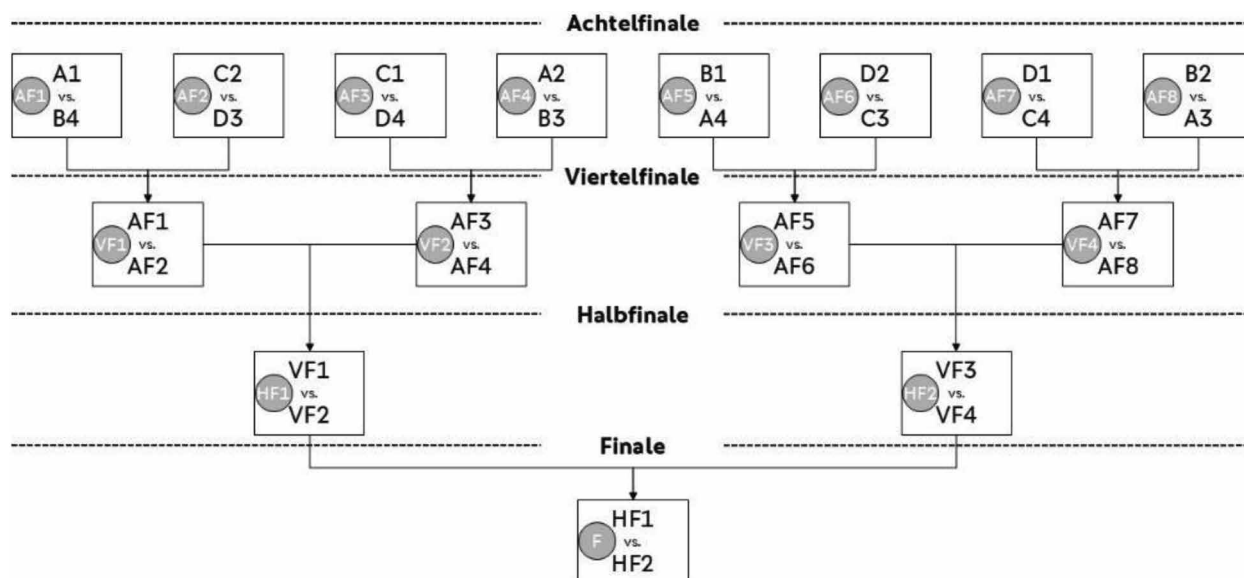 Achtelfinale
AF1 A1 vs. B4
AF2 C2 vs. D3
AF3 C1 vs. D4
AF4 A2 vs. B3
AF5 B1 vs. A4
AF6 D2 vs. C3
AF7 D1 vs. C4
AF8 B2 vs. A3
Viertelfinale
VF1 AF1 vs. AF2
VF2 AF3 vs. AF4
VF3 AF5 vs. AF6
VF4 AF7 vs. AF8
Halbfinale
HF1 VF1 vs. VF2
HF2 VF3 vs. VF4
Finale
F HF1 vs. HF2